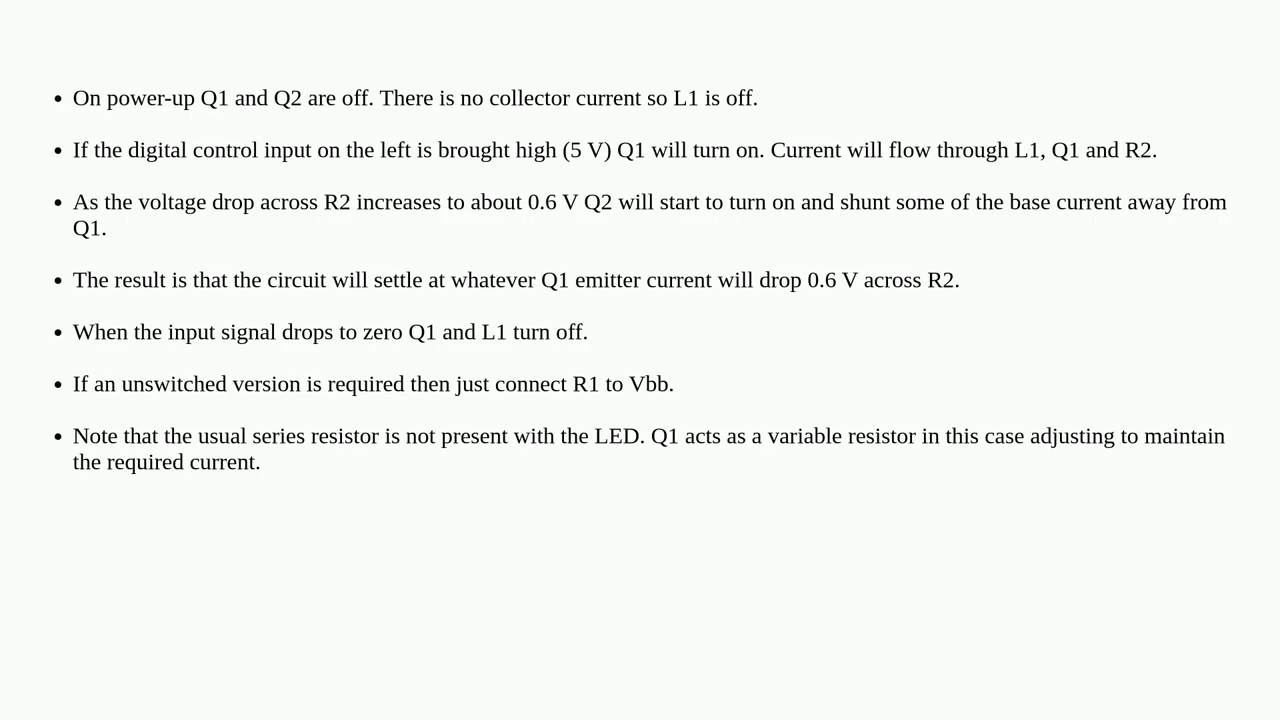 • On power-up Q1 and Q2 are off. There is no collector current so L1 is off.
• If the digital control input on the left is brought high (5 V) Q1 will turn on. Current will flow through L1, Q1 and R2.
• As the voltage drop across R2 increases to about 0.6 V Q2 will start to turn on and shunt some of the base current away from
Q1.
• The result is that the circuit will settle at whatever Q1 emitter current will drop 0.6 V across R2.
• When the input signal drops to zero Q1 and L1 turn off.
• If an unswitched version is required then just connect R1 to Vbb.
• Note that the usual series resistor is not present with the LED. Q1 acts as a variable resistor in this case adjusting to maintain
the required current.